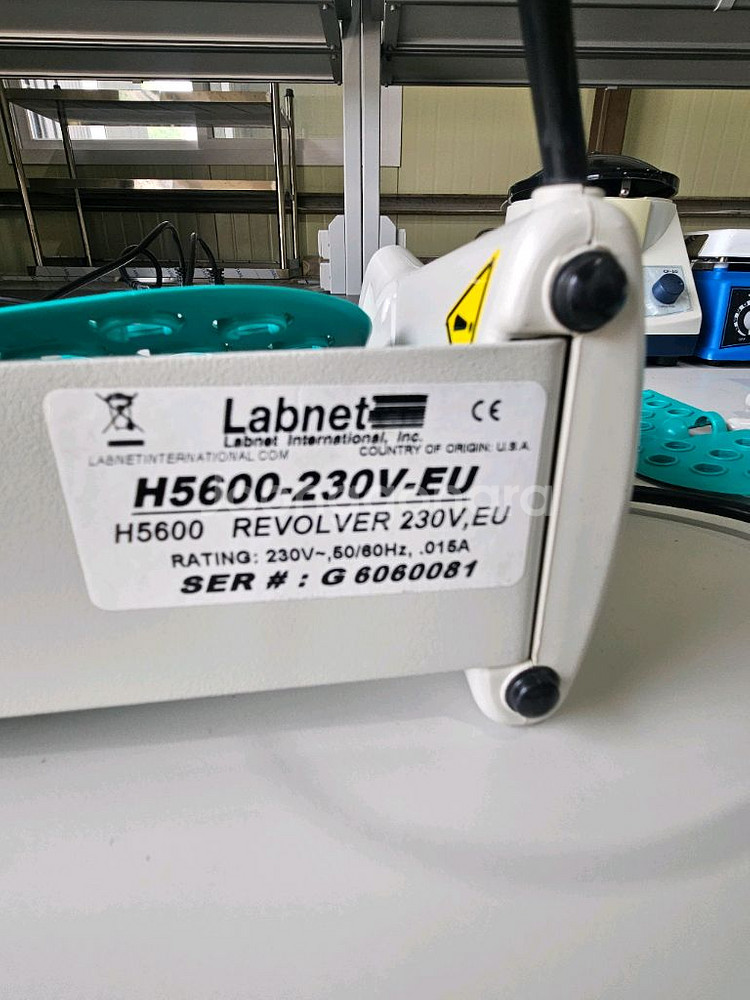 Labnet
Labnet International, Inc.
LABNETINTERNATIONAL.COM
COUNTRY OF ORIGIN: U.S.A
CE
H5600-230V-EU
H5600 REVOLVER 230V,EU
RATING: 230V~,50/60Hz, .015A
SER # : G 6060081